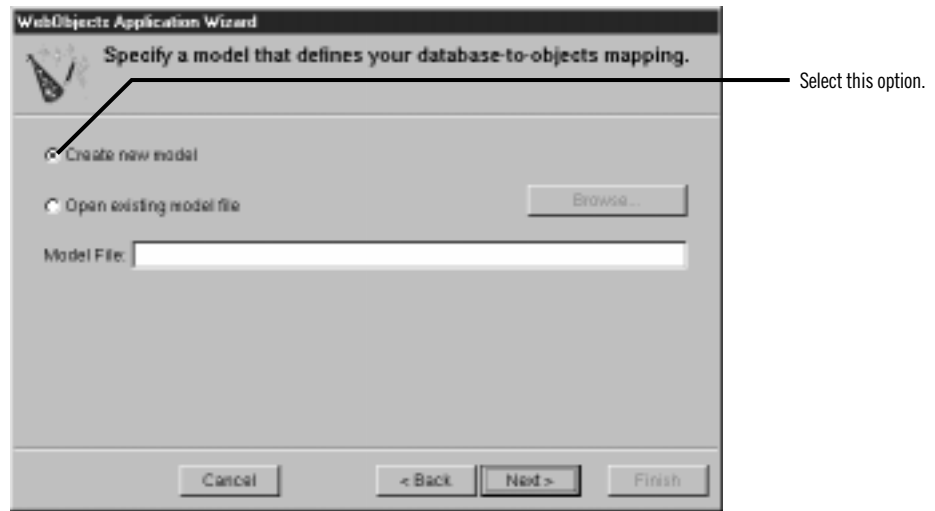 WebObjects Application Wizard
Specify a model that defines your database-to-objects mapping.
Select this option.
Create new model
Open existing model file
Browse...
Model File:
Cancel
< Back
Next >
Finish